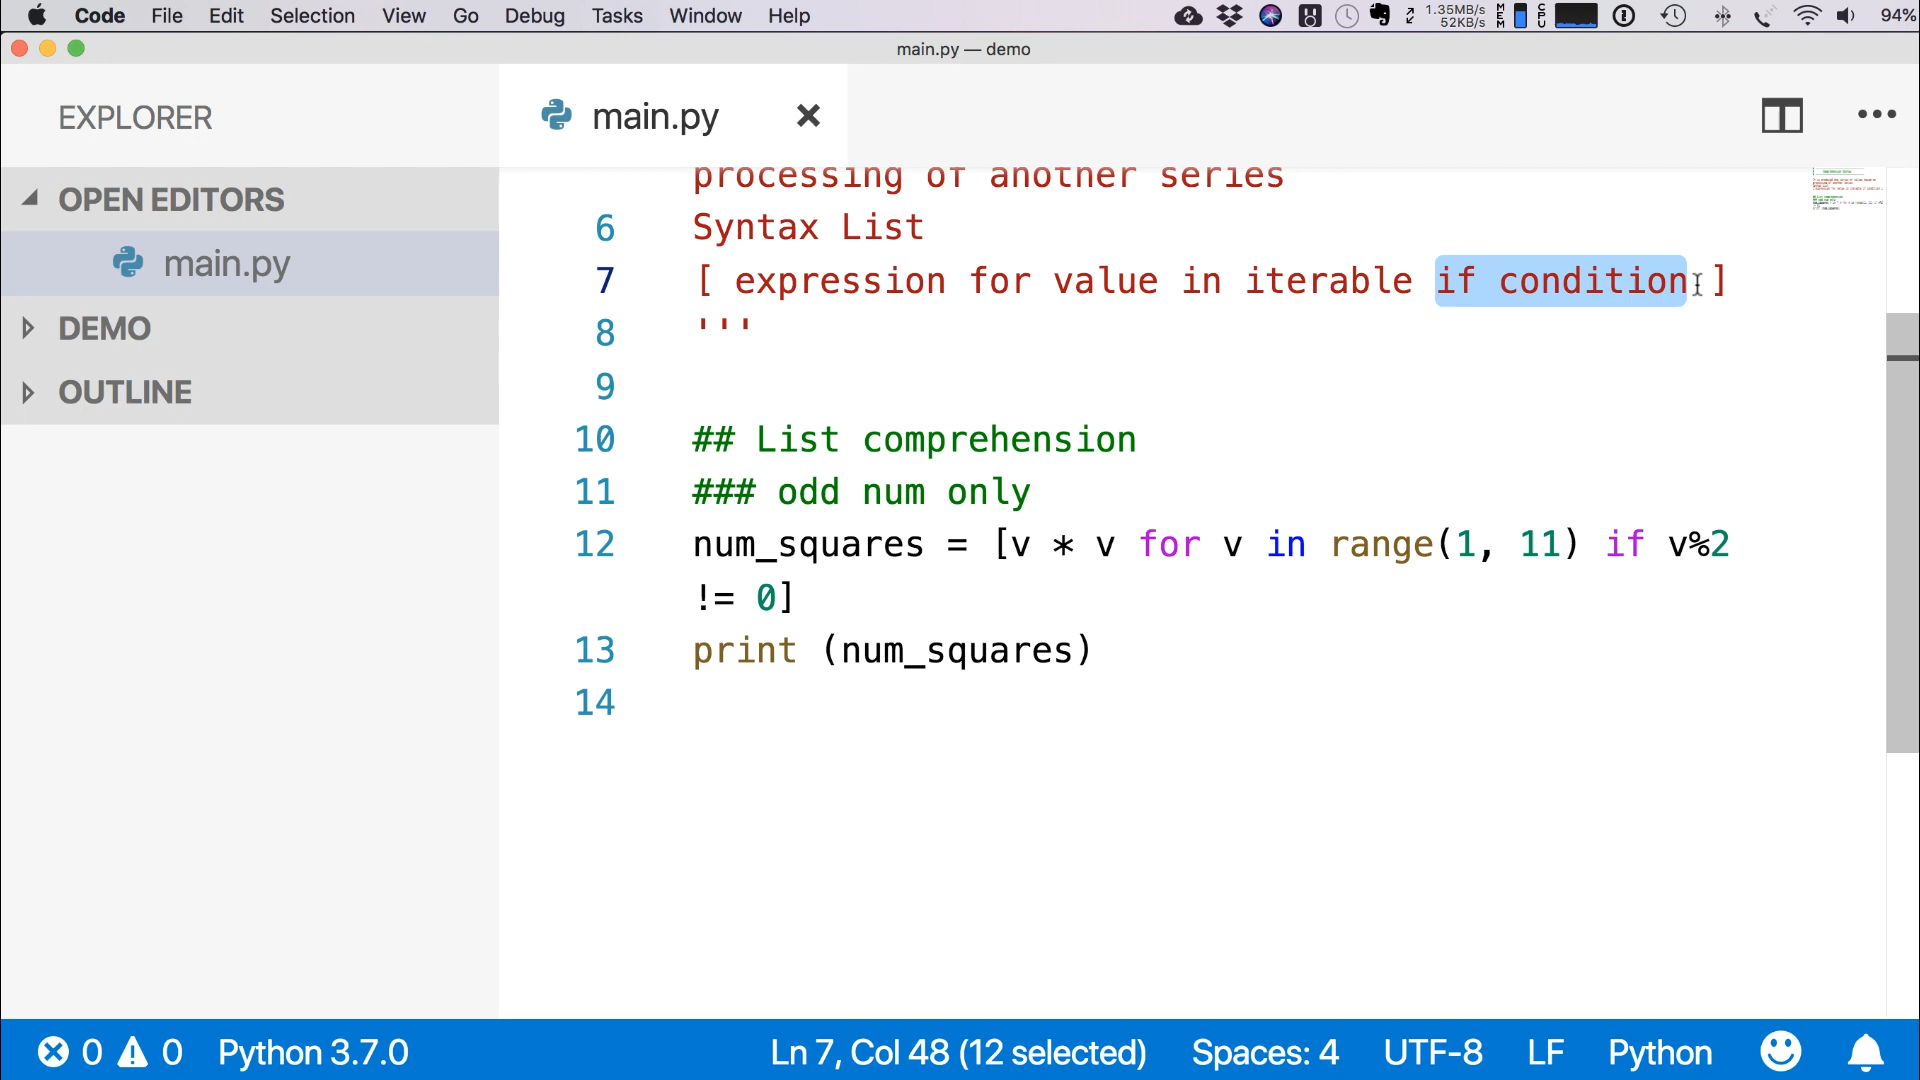 Code File Edit Selection View Go Debug Tasks Window Help 1.35MB/s 52KB/s MEM CPU 94%
main.py — demo
EXPLORER
main.py
OPEN EDITORS
main.py
DEMO
OUTLINE
processing of another series
6 Syntax List
7 [ expression for value in iterable if condition ]
8 '''
9
10 ## List comprehension
11 ### odd num only
12 num_squares = [v * v for v in range(1, 11) if v%2
!= 0]
13 print (num_squares)
14
0 0 Python 3.7.0 Ln 7, Col 48 (12 selected) Spaces: 4 UTF-8 LF Python